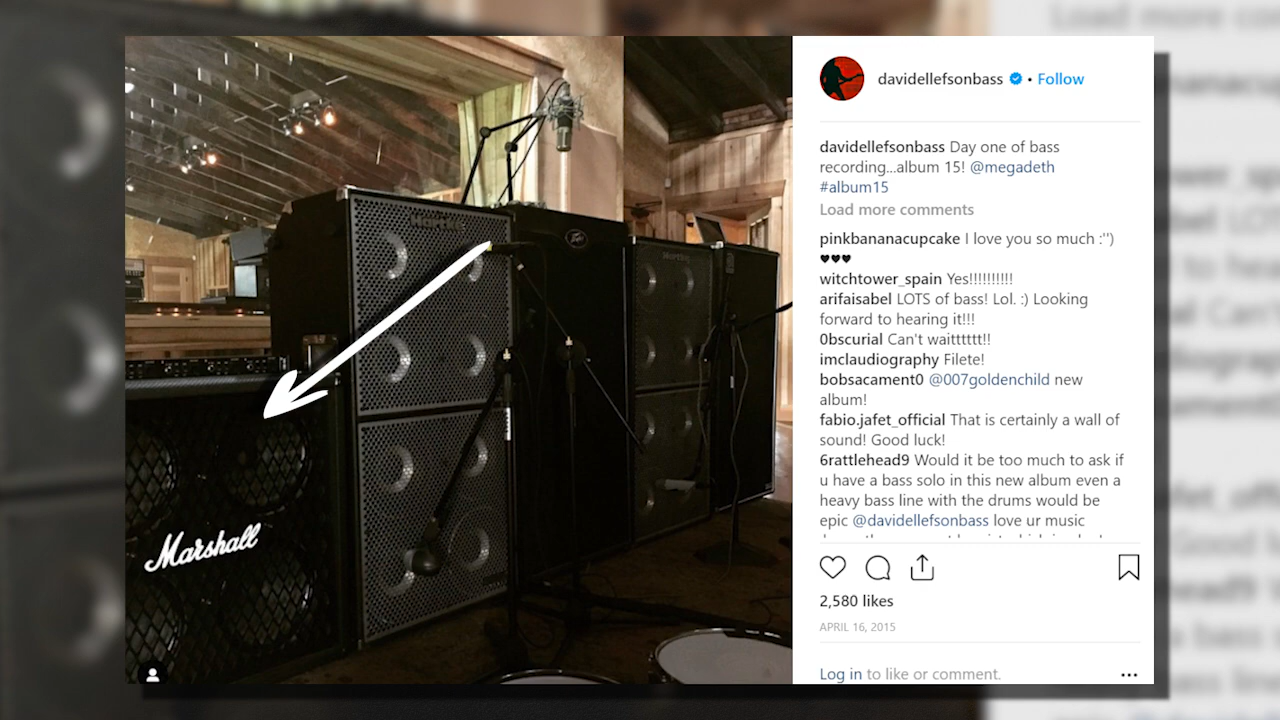 davidellefsonbass • Follow
davidellefsonbass Day one of bass
recording...album 15! @megadeth
#album15
Load more comments
pinkbananacupcake I love you so much :'')
♥♥♥
witchtower_spain Yes!!!!!!!!!!
arifaisabel LOTS of bass! Lol. :) Looking
forward to hearing it!!!
0bscurial Can't waitttttt!!
imclaudiography Filete!
bobsacament0 @007goldenchild new
album!
fabio.jafet_official That is certainly a wall of
sound! Good luck!
6rattlehead9 Would it be too much to ask if
u have a bass solo in this new album even a
heavy bass line with the drums would be
epic @davidellefsonbass love ur music
2,580 likes
APRIL 16, 2015
Log in to like or comment.
Marshall
HARTKE
Peavey
Hartke